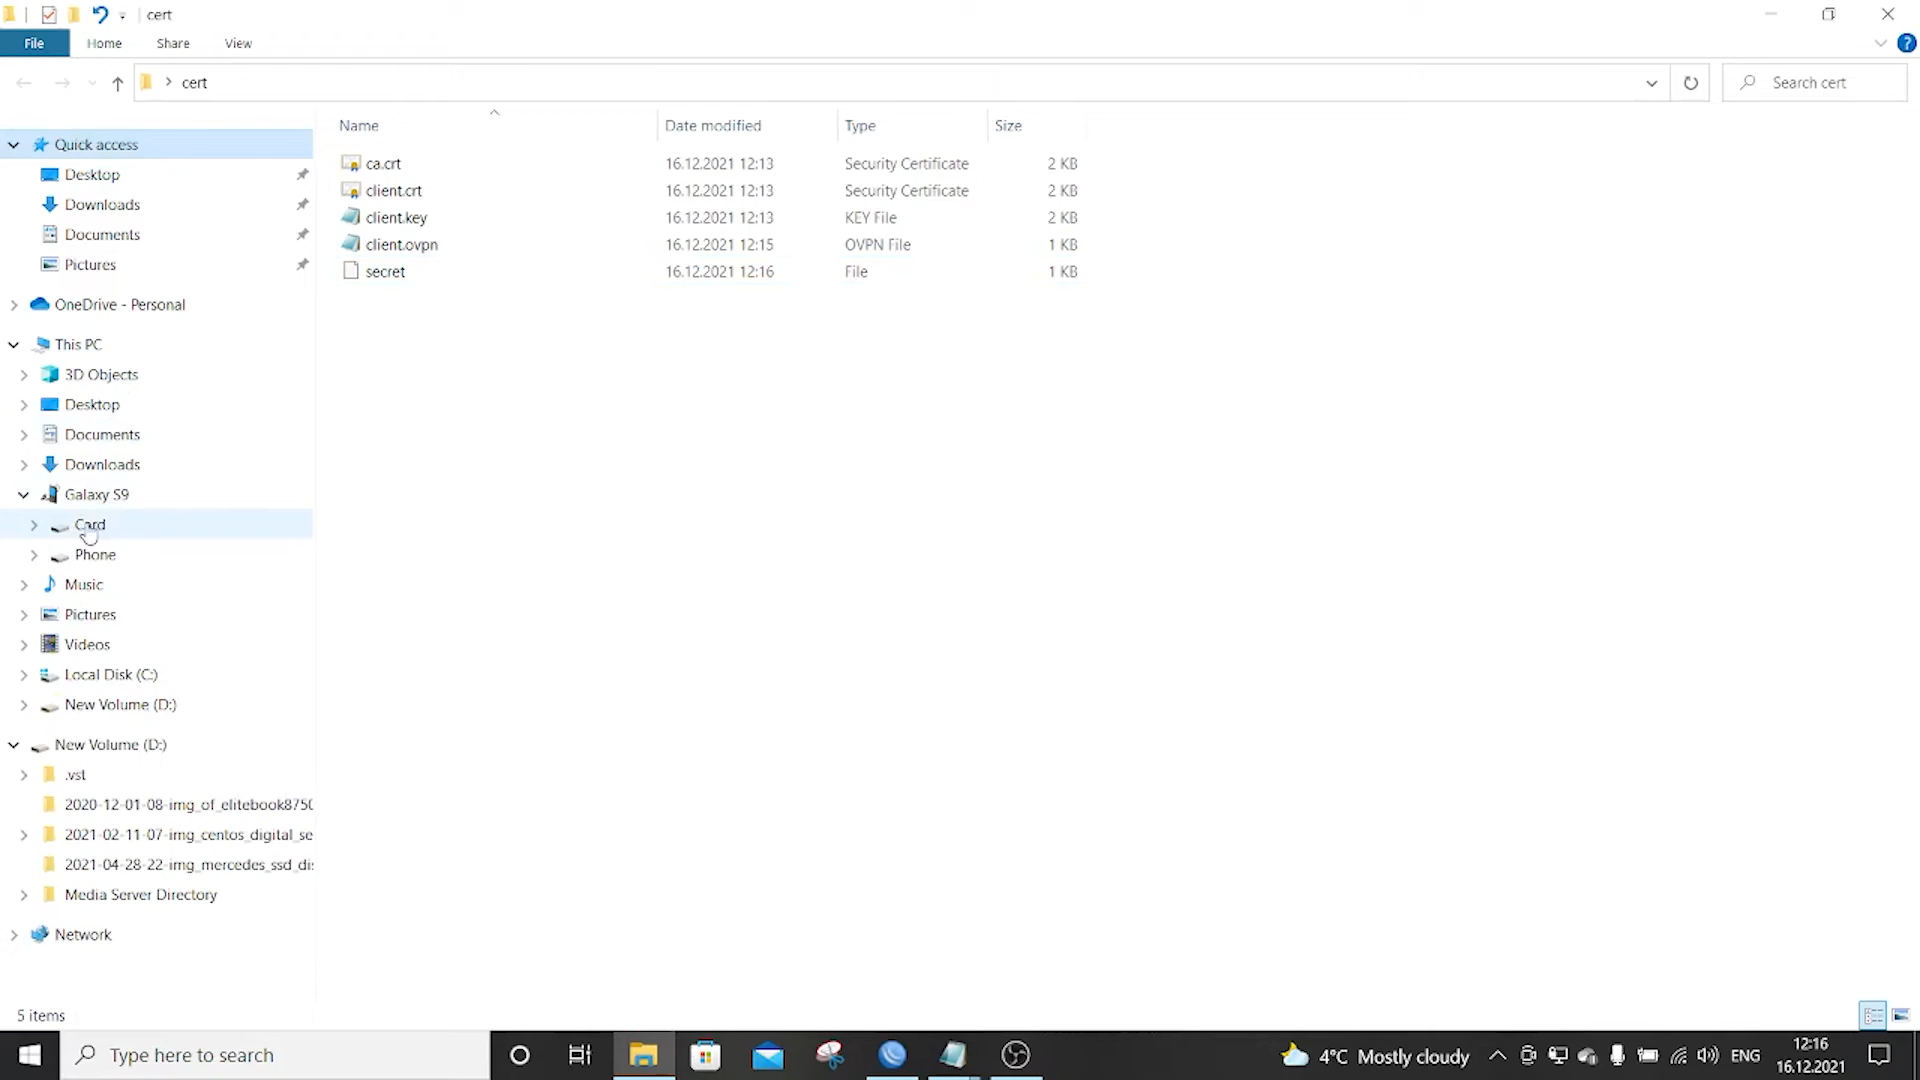 cert
File Home Share View
cert
Search cert
Name Date modified Type Size
ca.crt 16.12.2021 12:13 Security Certificate 2 KB
client.crt 16.12.2021 12:13 Security Certificate 2 KB
client.key 16.12.2021 12:13 KEY File 2 KB
client.ovpn 16.12.2021 12:15 OVPN File 1 KB
secret 16.12.2021 12:16 File 1 KB
Quick access
Desktop
Downloads
Documents
Pictures
OneDrive - Personal
This PC
3D Objects
Desktop
Documents
Downloads
Galaxy S9
Card
Phone
Music
Pictures
Videos
Local Disk (C:)
New Volume (D:)
New Volume (D:)
.vst
2020-12-01-08-img_of_elitebook875
2021-02-11-07-img_centos_digital_se
2021-04-28-22-img_mercedes_ssd_di
Media Server Directory
Network
5 items
Type here to search
4°C Mostly cloudy
ENG
12:16
16.12.2021